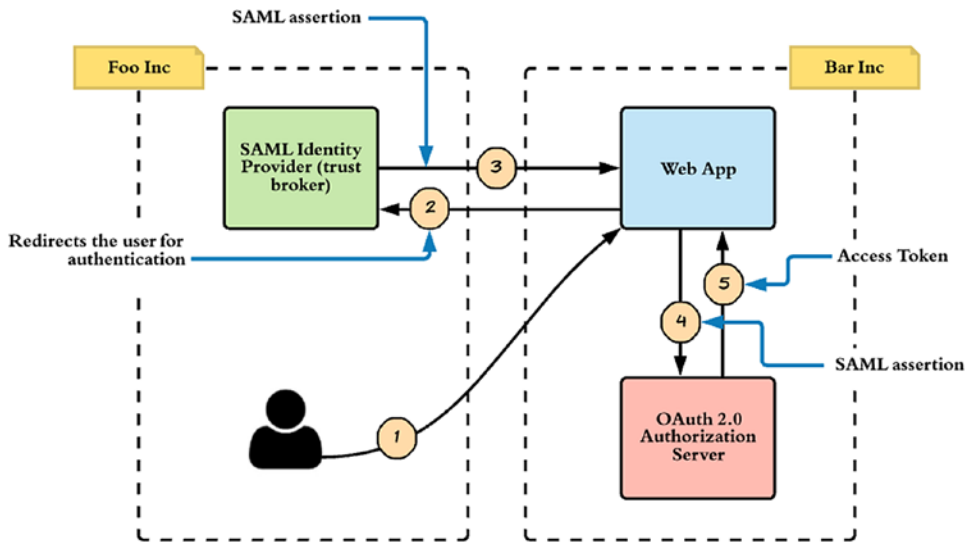 SAML assertion
Foo Inc
Bar Inc
SAML Identity
Provider (trust
broker)
3
Web App
2
Redirects the user for
authentication
5
Access Token
4
SAML assertion
OAuth 2.0
Authorization
Server
1